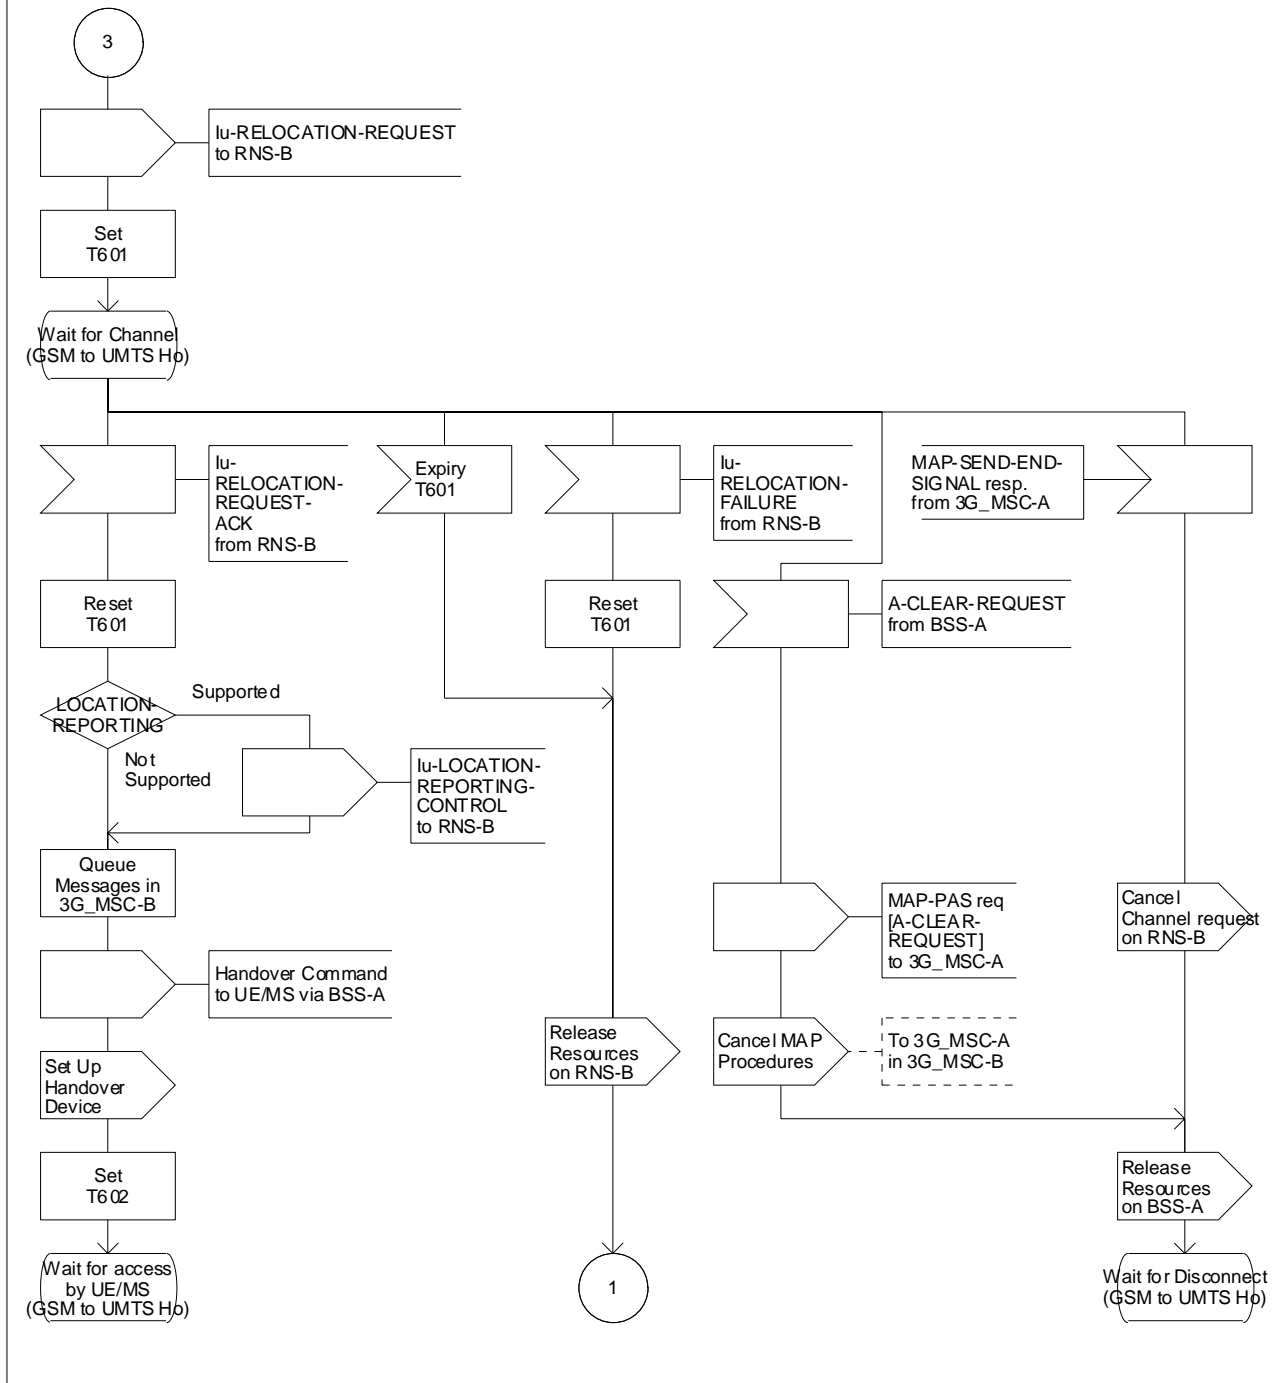 3
Iu-RELOCATION-REQUEST
to RNS-B
Set
T601
Wait for Channel
(GSM to UMTS Ho)
Iu-
RELOCATION-
REQUEST-
ACK
from RNS-B
Expiry
T601
Iu-
RELOCATION-
FAILURE
from RNS-B
MAP-SEND-END-
SIGNAL resp.
from 3G_MSC-A
Reset
T601
Reset
T601
A-CLEAR-REQUEST
from BSS-A
LOCATION-
REPORTING
Supported
Not
Supported
Iu-LOCATION-
REPORTING-
CONTROL
to RNS-B
Queue
Messages in
3G_MSC-B
MAP-PAS req
[A-CLEAR-
REQUEST]
to 3G_MSC-A
Cancel
Channel request
on RNS-B
Handover Command
to UE/MS via BSS-A
Release
Resources
on RNS-B
Cancel MAP
Procedures
To 3G_MSC-A
in 3G_MSC-B
Set Up
Handover
Device
Set
T602
Release
Resources
on BSS-A
Wait for access
by UE/MS
(GSM to UMTS Ho)
1
Wait for Disconnect
(GSM to UMTS Ho)